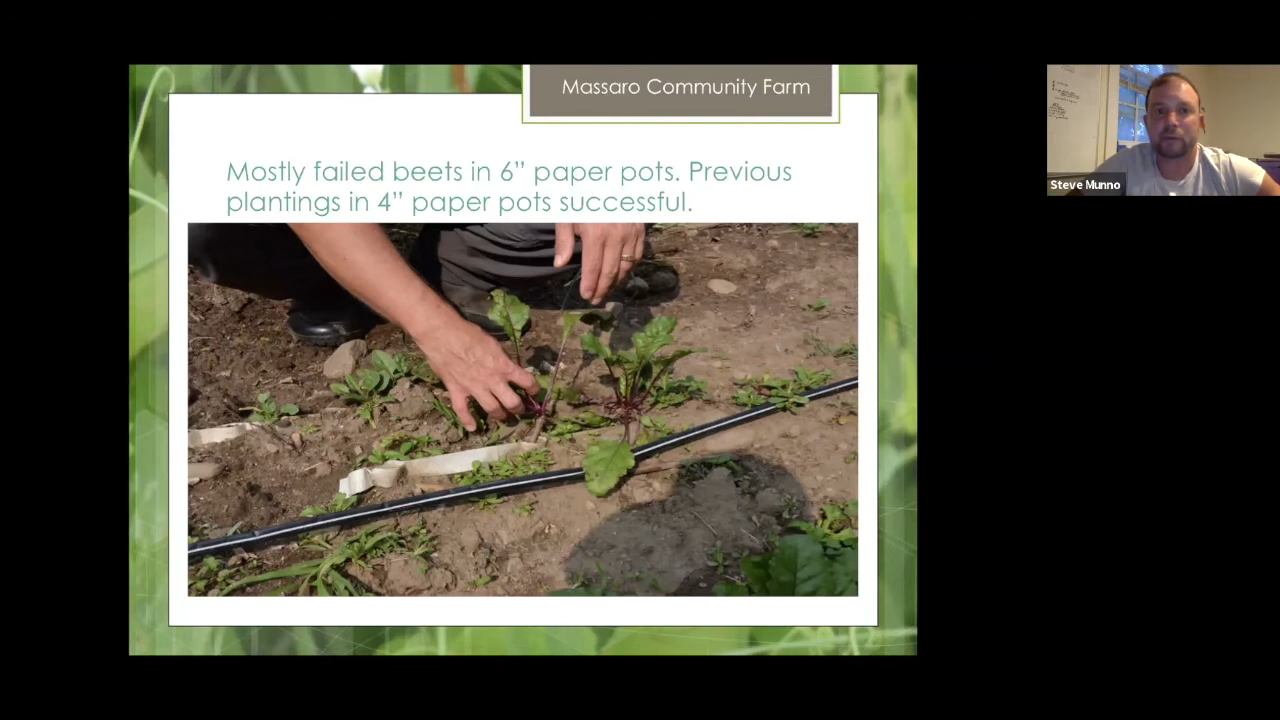 Massaro Community Farm
Mostly failed beets in 6” paper pots. Previous
plantings in 4” paper pots successful.
Steve Munno